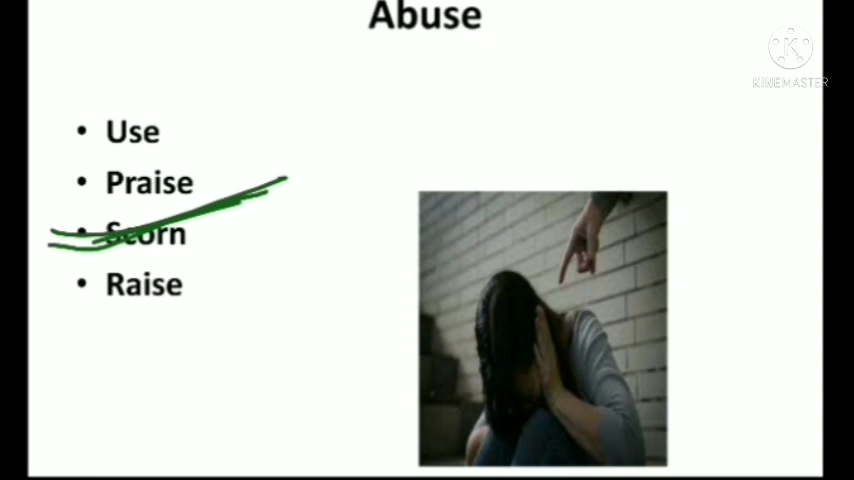 Abuse
K
KINEMASTER
• Use
• Praise
• Scorn
• Raise